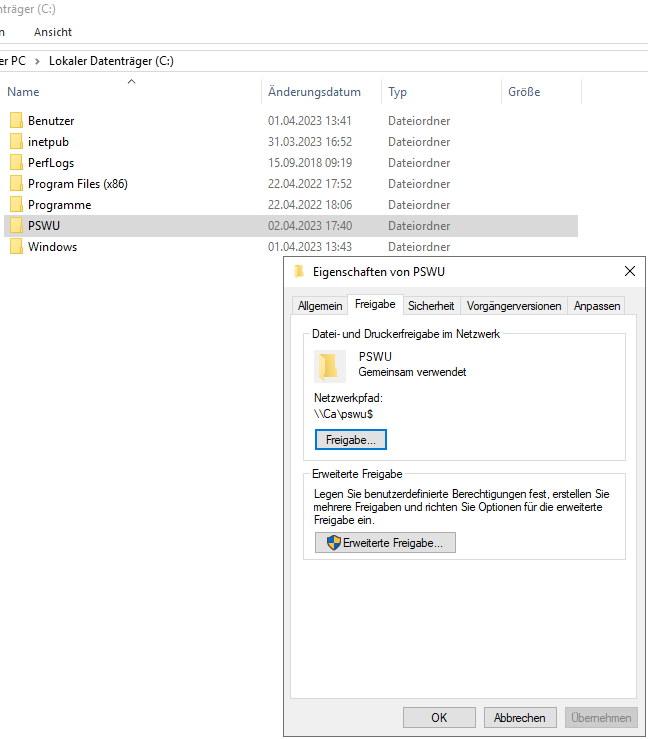 nträger (C:)
n Ansicht
er PC › Lokaler Datenträger (C:)
Name Änderungsdatum Typ Größe
Benutzer 01.04.2023 13:41 Dateiordner
inetpub 31.03.2023 16:52 Dateiordner
PerfLogs 15.09.2018 09:19 Dateiordner
Program Files (x86) 22.04.2022 17:52 Dateiordner
Programme 22.04.2022 18:06 Dateiordner
PSWU 02.04.2023 17:40 Dateiordner
Windows 01.04.2023 13:43 Dateiordner
Eigenschaften von PSWU
Allgemein Freigabe Sicherheit Vorgängerversionen Anpassen
Datei- und Druckerfreigabe im Netzwerk
PSWU
Gemeinsam verwendet
Netzwerkpfad:
\\Ca\pswu$
Freigabe...
Erweiterte Freigabe
Legen Sie benutzerdefinierte Berechtigungen fest, erstellen Sie
mehrere Freigaben und richten Sie Optionen für die erweiterte
Freigabe ein.
Erweiterte Freigabe...
OK Abbrechen Übernehmen